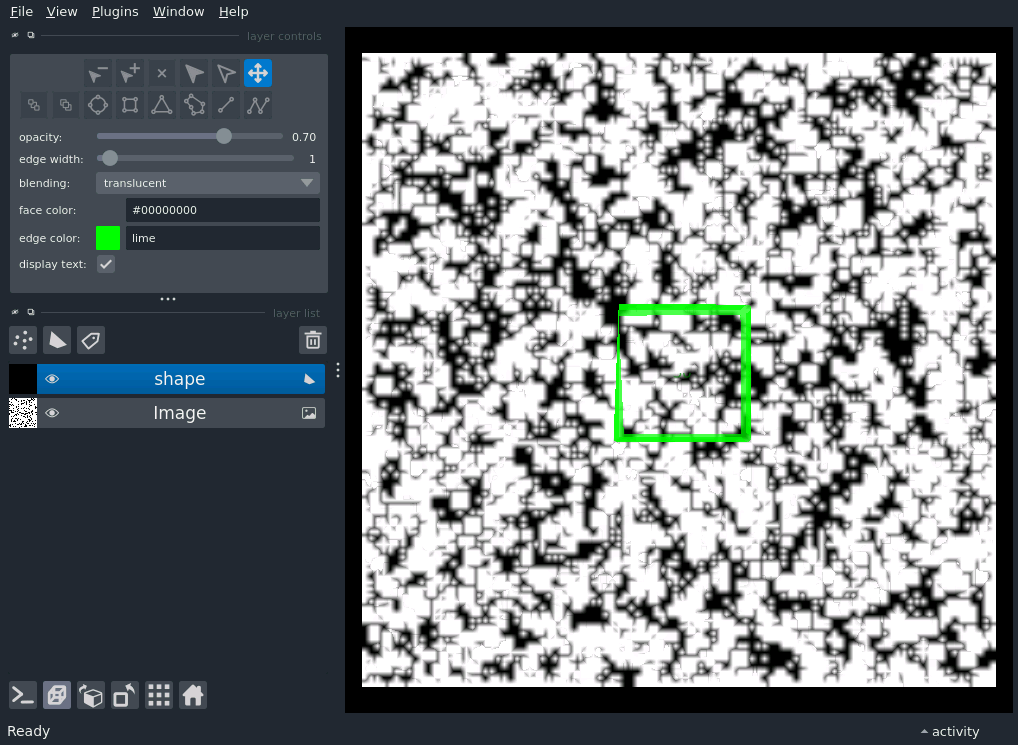 File View Plugins Window Help
layer controls
opacity: 0.70
edge width: 1
blending: translucent
face color: #00000000
edge color: lime
display text:
layer list
shape
Image
Ready
activity